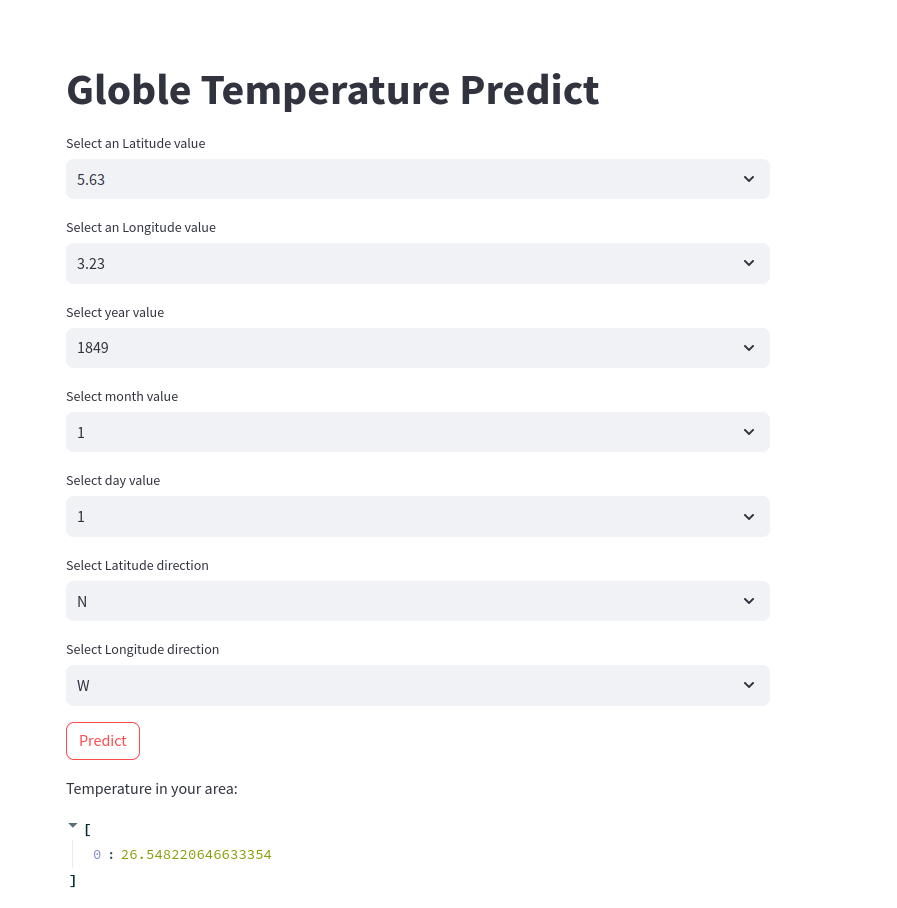 Globle Temperature Predict
Select an Latitude value
5.63
Select an Longitude value
3.23
Select year value
1849
Select month value
1
Select day value
1
Select Latitude direction
N
Select Longitude direction
W
Predict
Temperature in your area:
[
0 : 26.548220646633354
]